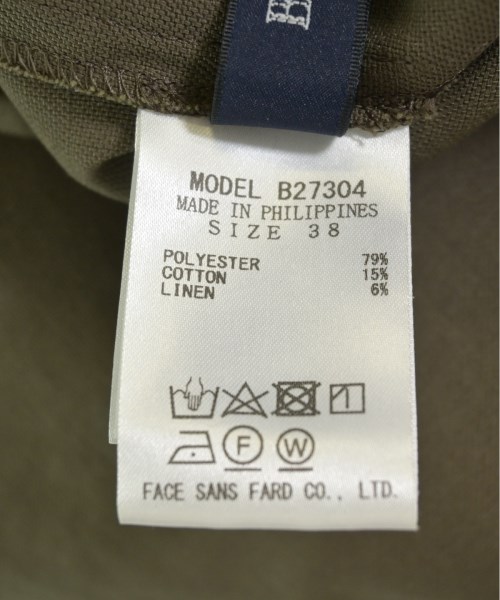 B
MODEL B27304
MADE IN PHILIPPINES
SIZE 38
POLYESTER 79%
COTTON 15%
LINEN 6%
F W
FACE SANS FARD CO., LTD.